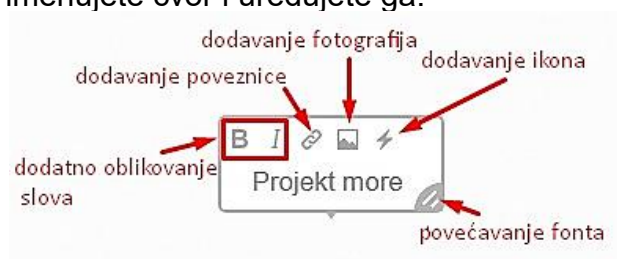 imenujete čvor i uređujete ga.
dodavanje fotografija
dodavanje poveznice
dodavanje ikona
B I
dodatno oblikovanje
slova
Projekt more
povećavanje fonta